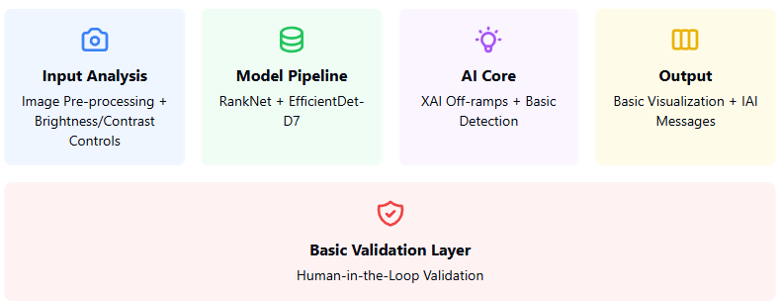 Input Analysis
Image Pre-processing +
Brightness/Contrast
Controls
Model Pipeline
RankNet + EfficientDet-
D7
AI Core
XAI Off-ramps + Basic
Detection
Output
Basic Visualization + IAI
Messages
Basic Validation Layer
Human-in-the-Loop Validation